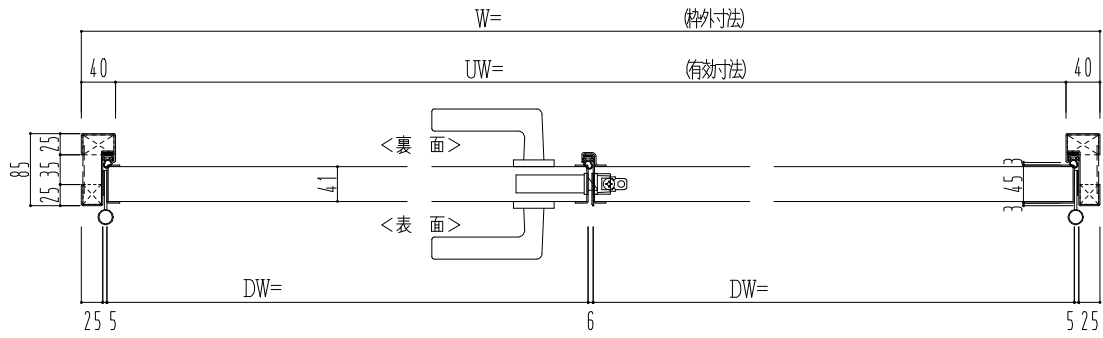 W= (枠外寸法)
40 UW= (有効寸法) 40
<裏 面>
85 25 35 25
41
3 45 3
<表 面>
DW= DW=
25 5 6 5 25